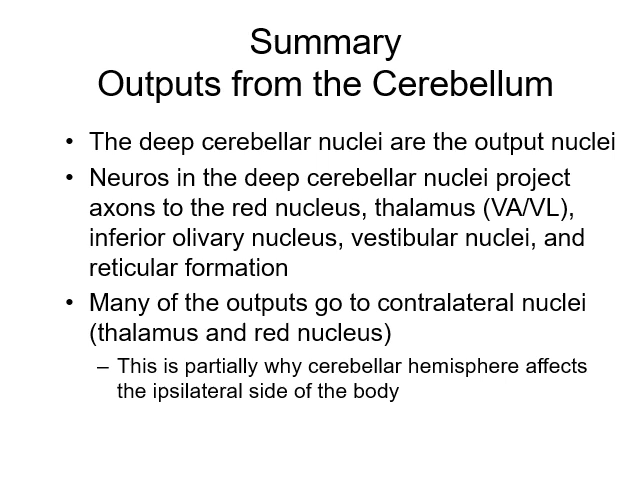 Summary
Outputs from the Cerebellum
• The deep cerebellar nuclei are the output nuclei
• Neuros in the deep cerebellar nuclei project
axons to the red nucleus, thalamus (VA/VL),
inferior olivary nucleus, vestibular nuclei, and
reticular formation
• Many of the outputs go to contralateral nuclei
(thalamus and red nucleus)
– This is partially why cerebellar hemisphere affects
the ipsilateral side of the body